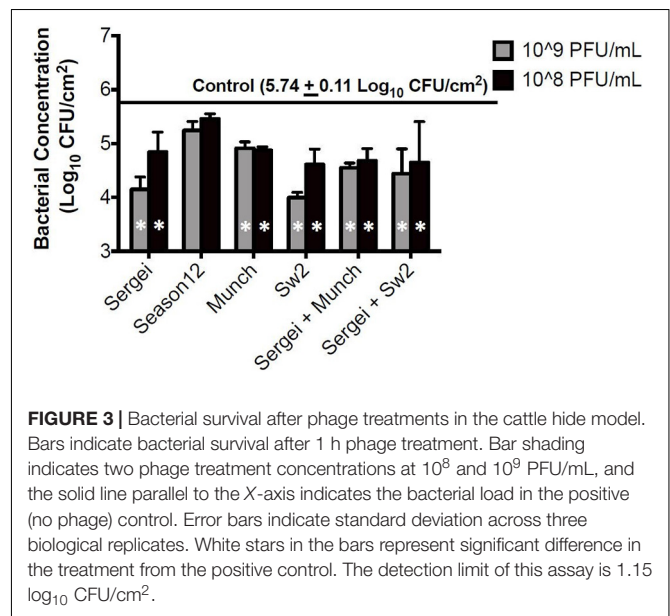 10^9 PFU/mL
10^8 PFU/mL
Control (5.74 ± 0.11 Log₁₀ CFU/cm²)
Bacterial Concentration
(Log₁₀ CFU/cm²)
7
6
5
4
3
* * * * * * * * * *
Sergei
Season12
Munch
Sw2
Sergei + Munch
Sergei + Sw2
FIGURE 3 | Bacterial survival after phage treatments in the cattle hide model.
Bars indicate bacterial survival after 1 h phage treatment. Bar shading
indicates two phage treatment concentrations at 10⁸ and 10⁹ PFU/mL, and
the solid line parallel to the X-axis indicates the bacterial load in the positive
(no phage) control. Error bars indicate standard deviation across three
biological replicates. White stars in the bars represent significant difference in
the treatment from the positive control. The detection limit of this assay is 1.15
log₁₀ CFU/cm².